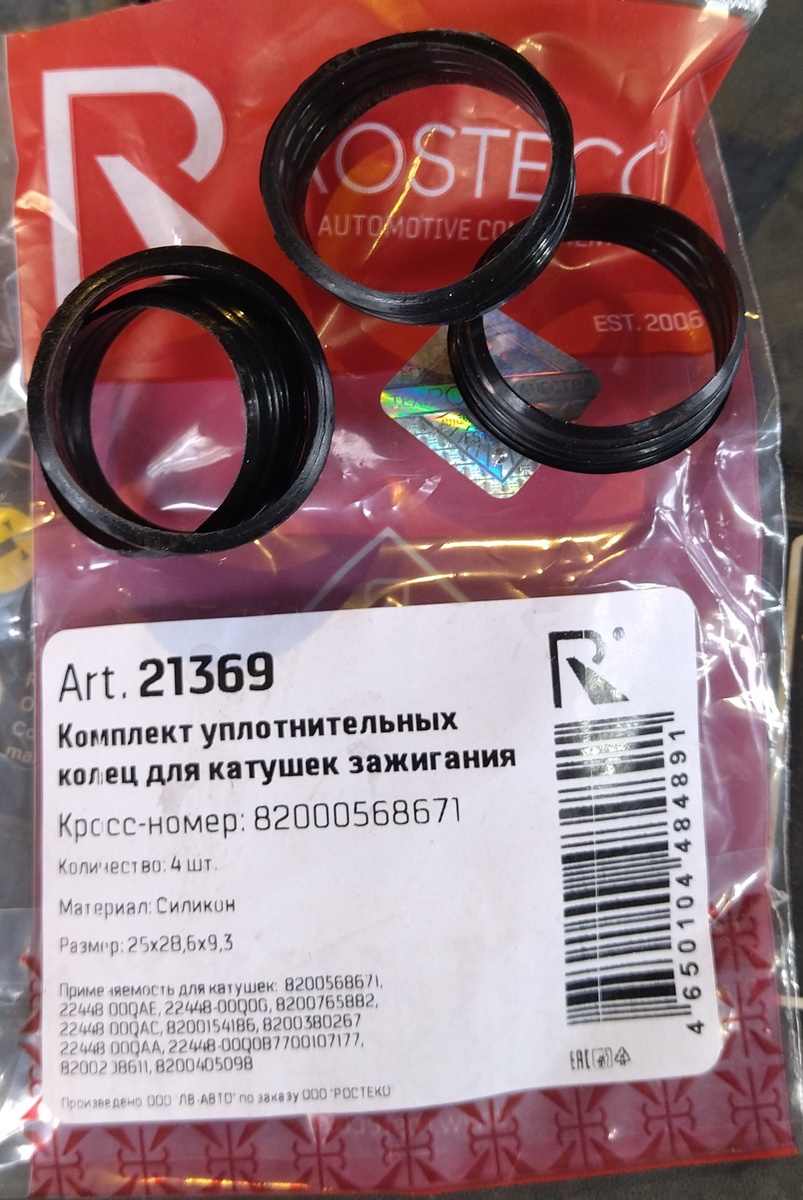 ROSTECO®
AUTOMOTIVE
EST. 2006
Art. 21369
R®
Комплект уплотнительных
колец для катушек зажигания
Кросс-номер: 82000568671
Количество: 4 шт.
Материал: Силикон
Размер: 25x28,6x9,3
Применяемость для катушек: 8200568671,
22448 00QAE, 22448-00Q0G, 8200765882,
22448 00QAC, 8200154186, 8200380267
22448 00QAA, 22448-00Q0B7700107177,
8200405098
Произведено ООО "ЛВ-АВТО" по заказу ООО "РОСТЕКО"
4 650104 484891
EAC